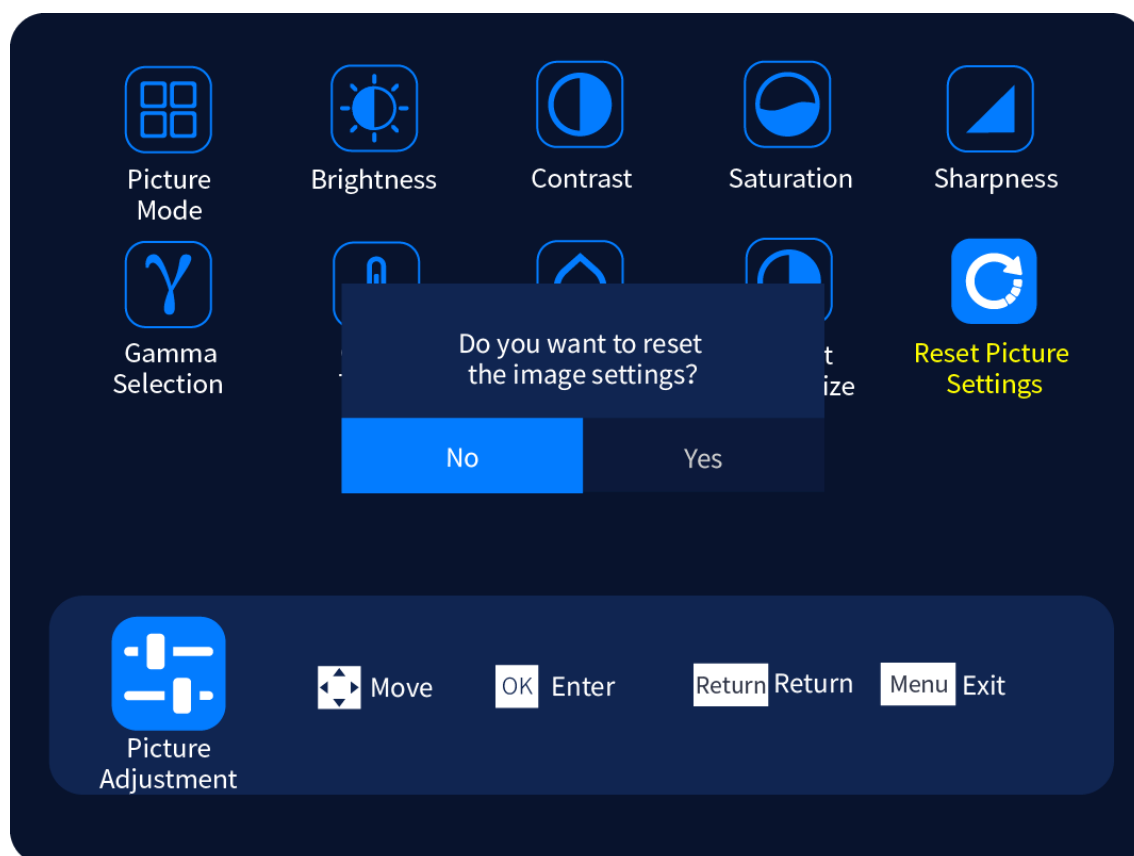 Picture
Mode
Brightness
Contrast
Saturation
Sharpness
γ
Gamma
Selection
Reset Picture
Settings
Do you want to reset
the image settings?
No
Yes
Picture
Adjustment
Move
OK Enter
Return Return
Menu Exit